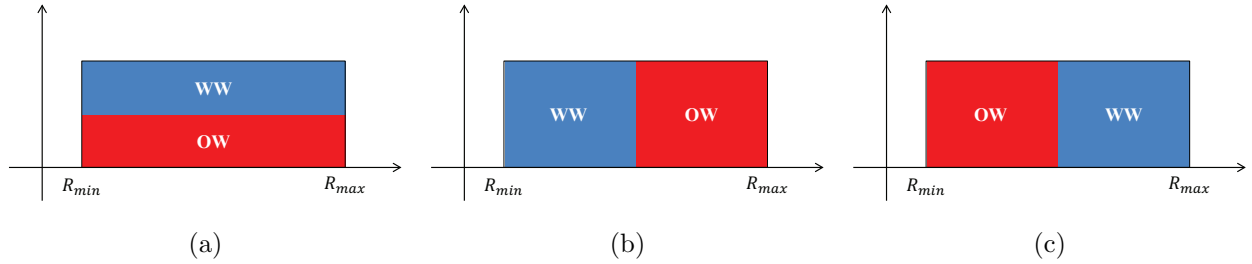 WW
OW
R_min R_max
(a)
WW OW
R_min R_max
(b)
OW WW
R_min R_max
(c)